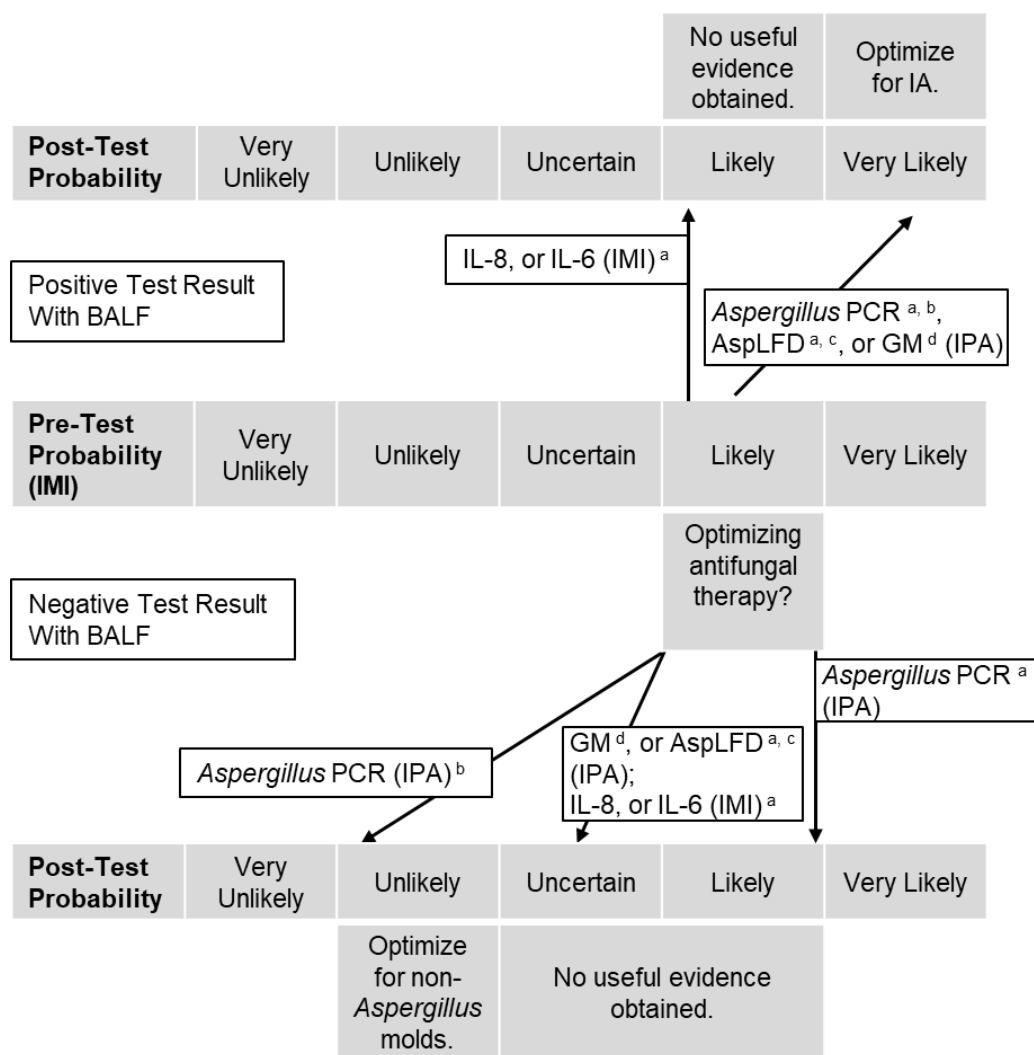 No useful
evidence
obtained.
Optimize
for IA.
Post-Test
Probability
Very
Unlikely
Unlikely
Uncertain
Likely
Very Likely
IL-8, or IL-6 (IMI) a
Positive Test Result
With BALF
Aspergillus PCR a, b,
AspLFD a, c, or GM d (IPA)
Pre-Test
Probability
(IMI)
Very
Unlikely
Unlikely
Uncertain
Likely
Very Likely
Optimizing
antifungal
therapy?
Negative Test Result
With BALF
Aspergillus PCR a
(IPA)
GM d, or AspLFD a, c
(IPA);
IL-8, or IL-6 (IMI) a
Aspergillus PCR (IPA) b
Post-Test
Probability
Very
Unlikely
Unlikely
Uncertain
Likely
Very Likely
Optimize
for non-
Aspergillus
molds.
No useful evidence
obtained.